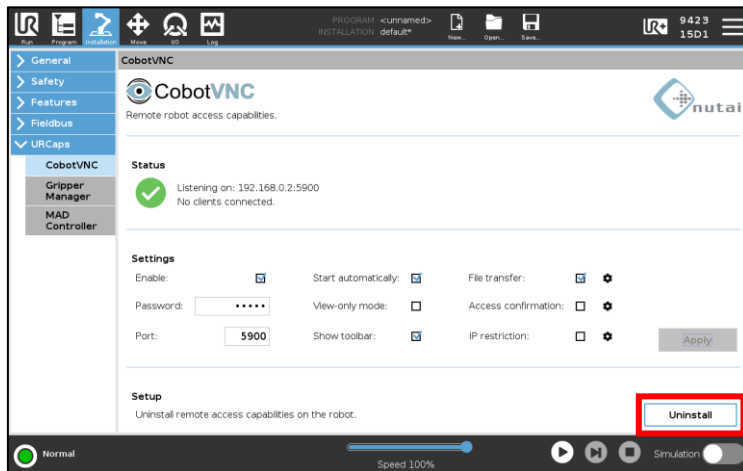 PROGRAM <unnamed>
INSTALLATION default*
9423
15D1
UR
UR+
Run
Program
Installation
Move
I/O
Log
New...
Open...
Save...
General
Safety
Features
Fieldbus
URCaps
CobotVNC
Gripper
Manager
MAD
Controller
CobotVNC
CobotVNC
nutai
Remote robot access capabilities.
Status
Listening on: 192.168.0.2:5900
No clients connected.
Settings
Enable:
Start automatically:
File transfer:
Password:
•••••
View-only mode:
Access confirmation:
Port:
5900
Show toolbar:
IP restriction:
Apply
Setup
Uninstall remote access capabilities on the robot.
Uninstall
Normal
Speed 100%
Simulation